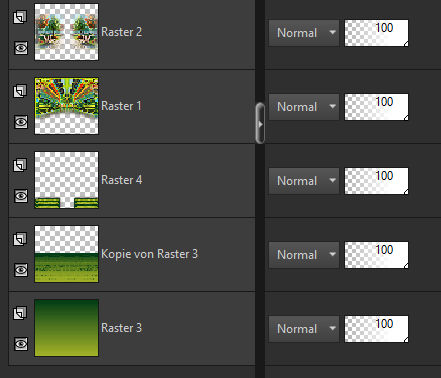 Raster 2 Normal 100
Raster 1 Normal 100
Raster 4 Normal 100
Kopie von Raster 3 Normal 100
Raster 3 Normal 100